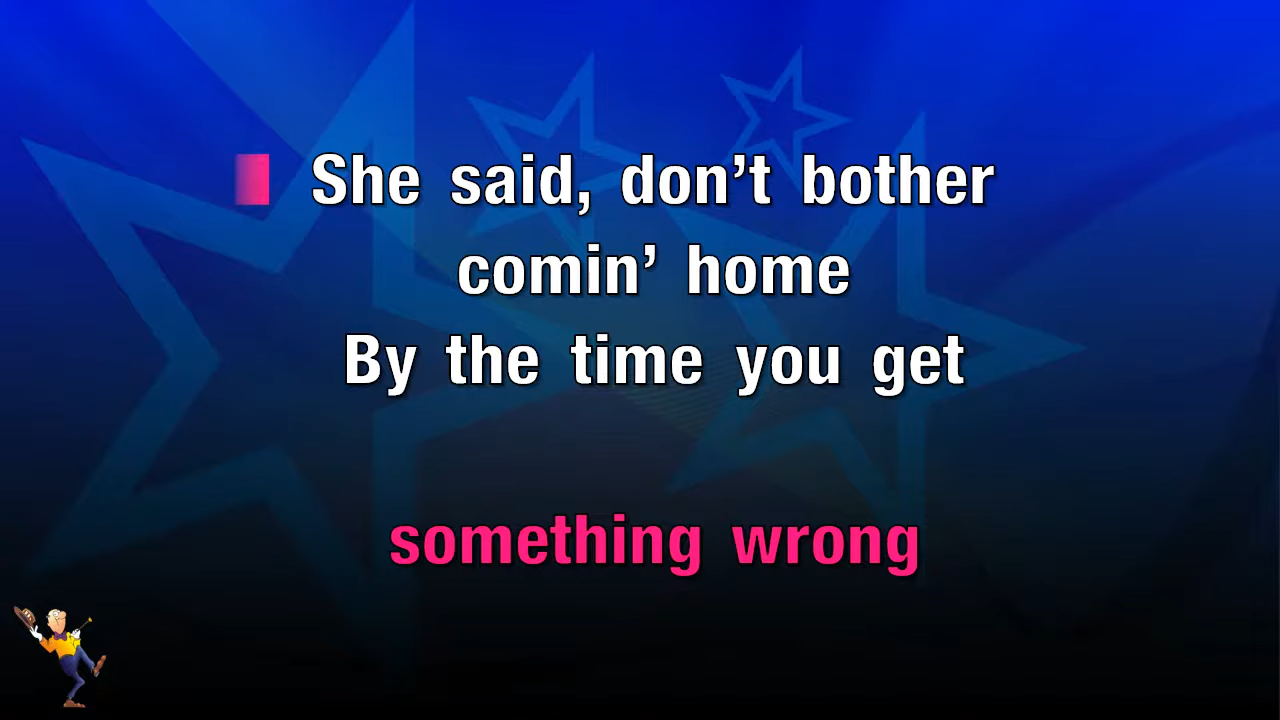 She said, don’t bother
comin’ home
By the time you get
something wrong